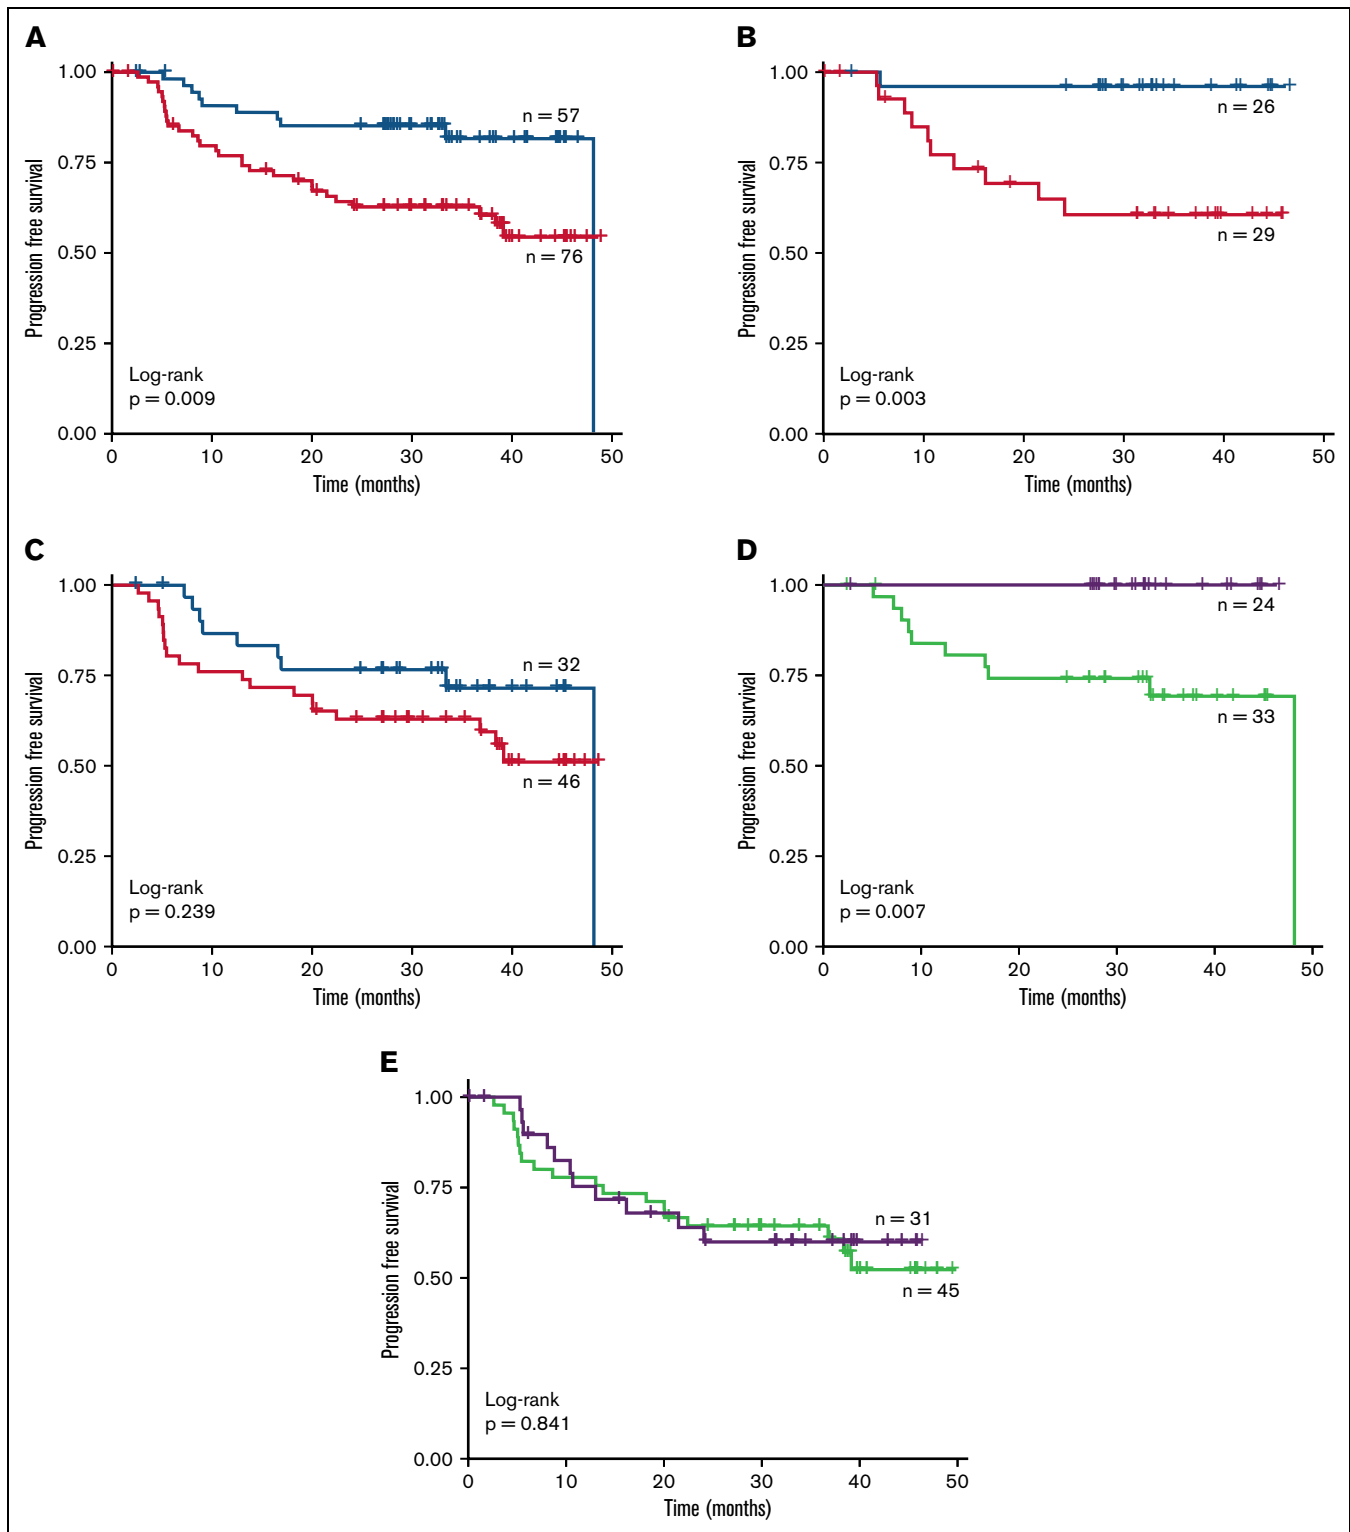 A
1.00
0.75
0.50
0.25
0.00
Progression free survival
n = 57
n = 76
Log-rank
p = 0.009
0 10 20 30 40 50
Time (months)
B
1.00
0.75
0.50
0.25
0.00
Progression free survival
n = 26
n = 29
Log-rank
p = 0.003
0 10 20 30 40 50
Time (months)
C
1.00
0.75
0.50
0.25
0.00
Progression free survival
n = 32
n = 46
Log-rank
p = 0.239
0 10 20 30 40 50
Time (months)
D
1.00
0.75
0.50
0.25
0.00
Progression free survival
n = 24
n = 33
Log-rank
p = 0.007
0 10 20 30 40 50
Time (months)
E
1.00
0.75
0.50
0.25
0.00
Progression free survival
n = 31
n = 45
Log-rank
p = 0.841
0 10 20 30 40 50
Time (months)